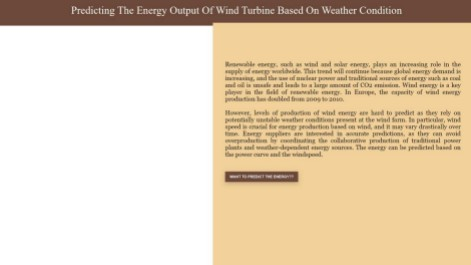 Predicting The Energy Output Of Wind Turbine Based On Weather Condition
Renewable energy, such as wind and solar energy, plays an increasing role in the
supply of energy worldwide. This trend will continue because global energy demand is
increasing, and the use of nuclear power and traditional sources of energy such as coal
and oil is unsafe and leads to a large amount of CO2 emission. Wind energy is a key
player in the field of renewable energy. In Europe, the capacity of wind energy
production has doubled from 2009 to 2010.
However, levels of production of wind energy are hard to predict as they rely on
potentially unstable weather conditions present at the wind farm. In particular, wind
speed is crucial for energy production based on wind, and it may vary drastically over
time. Energy suppliers are interested in accurate predictions, as they can avoid
overproduction by coordinating the collaborative production of traditional power
plants and weather-dependent energy sources. The energy can be predicted based on
the power curve and the windspeed.
WANT TO PREDICT THE ENERGY??